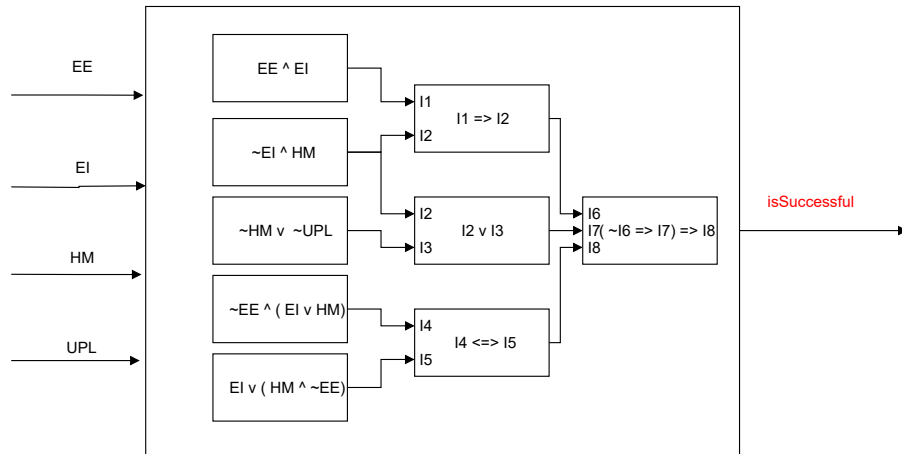 EE
EI
HM
UPL
EE ^ EI
~EI ^ HM
~HM v ~UPL
~EE ^ ( EI v HM)
EI v ( HM ^ ~EE)
I1
I2
I1 => I2
I2
I3
I2 v I3
I4
I5
I4 <=> I5
I6
I7( ~I6 => I7) => I8
I8
isSuccessful